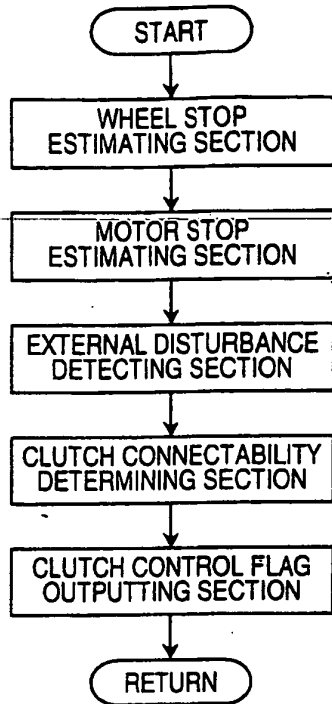 START
WHEEL STOP
ESTIMATING SECTION
MOTOR STOP
ESTIMATING SECTION
EXTERNAL DISTURBANCE
DETECTING SECTION
CLUTCH CONNECTABILITY
DETERMINING SECTION
CLUTCH CONTROL FLAG
OUTPUTTING SECTION
RETURN